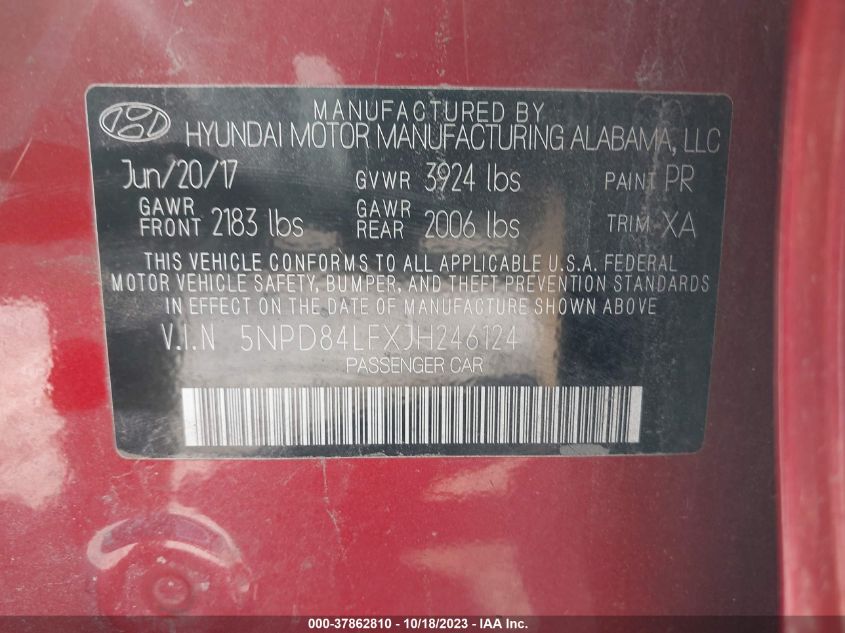 MANUFACTURED BY
HYUNDAI MOTOR MANUFACTURING ALABAMA, LLC
Jun/20/17 GVWR 3924 lbs PAINT PR
GAWR FRONT 2183 lbs GAWR REAR 2006 lbs TRIM XA
THIS VEHICLE CONFORMS TO ALL APPLICABLE U.S.A. FEDERAL
MOTOR VEHICLE SAFETY, BUMPER, AND THEFT PREVENTION STANDARDS
IN EFFECT ON THE DATE OF MANUFACTURE SHOWN ABOVE
V.I.N 5NPD84LFXJH246124
PASSENGER CAR
000-37862810 - 10/18/2023 - IAA Inc.